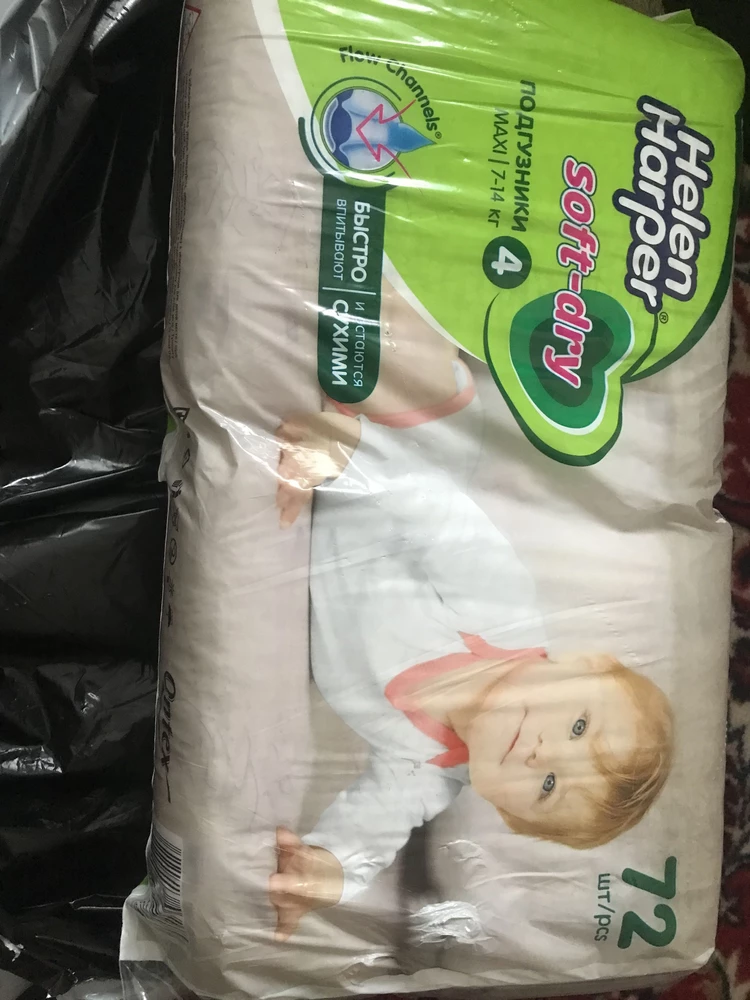 Helen
Harper®
soft-dry
ПОДГУЗНИКИ
MAXI | 7-14 кг
4
Flow Channels®
БЫСТРО
ВПИТЫВАЮТ
и остаются
СУХИМИ
72
шт/pcs
Ontex